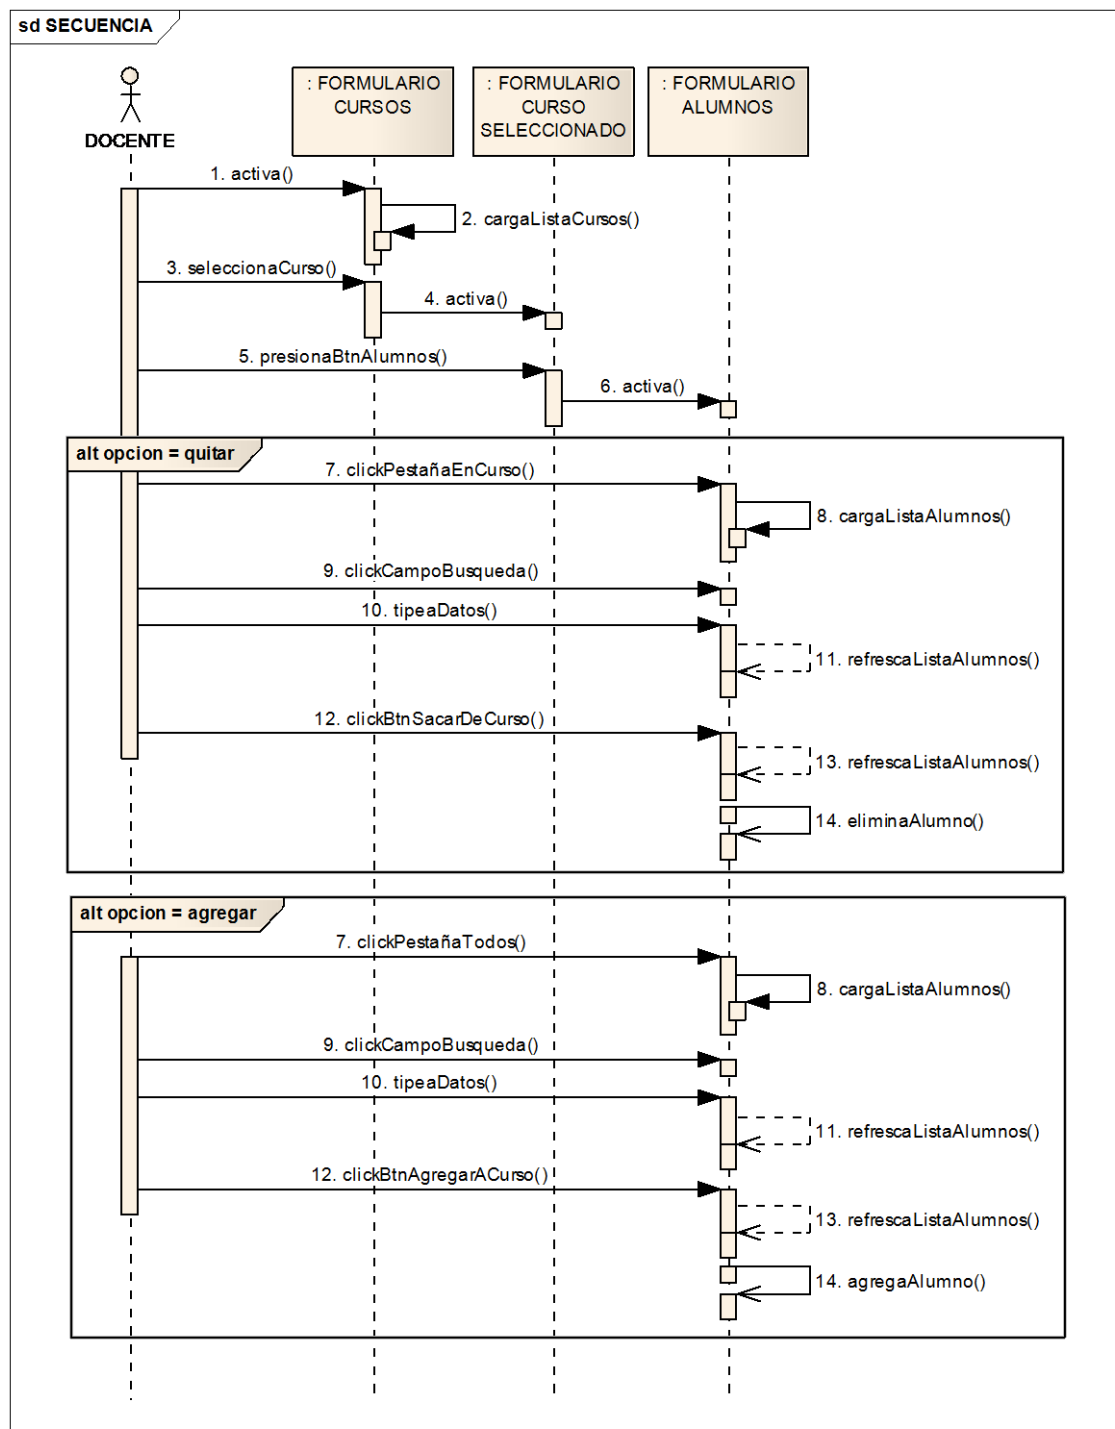 sd SECUENCIA
: FORMULARIO
CURSOS
: FORMULARIO
CURSO
SELECCIONADO
: FORMULARIO
ALUMNOS
DOCENTE
1. activa()
2. cargaListaCursos()
3. seleccionaCurso()
4. activa()
5. presionaBtnAlumnos()
6. activa()
alt opcion = quitar
7. clickPestañaEnCurso()
8. cargaListaAlumnos()
9. clickCampoBusqueda()
10. tipeaDatos()
11. refrescaListaAlumnos()
12. clickBtnSacarDeCurso()
13. refrescaListaAlumnos()
14. eliminaAlumno()
alt opcion = agregar
7. clickPestañaTodos()
8. cargaListaAlumnos()
9. clickCampoBusqueda()
10. tipeaDatos()
11. refrescaListaAlumnos()
12. clickBtnAgregarACurso()
13. refrescaListaAlumnos()
14. agregaAlumno()